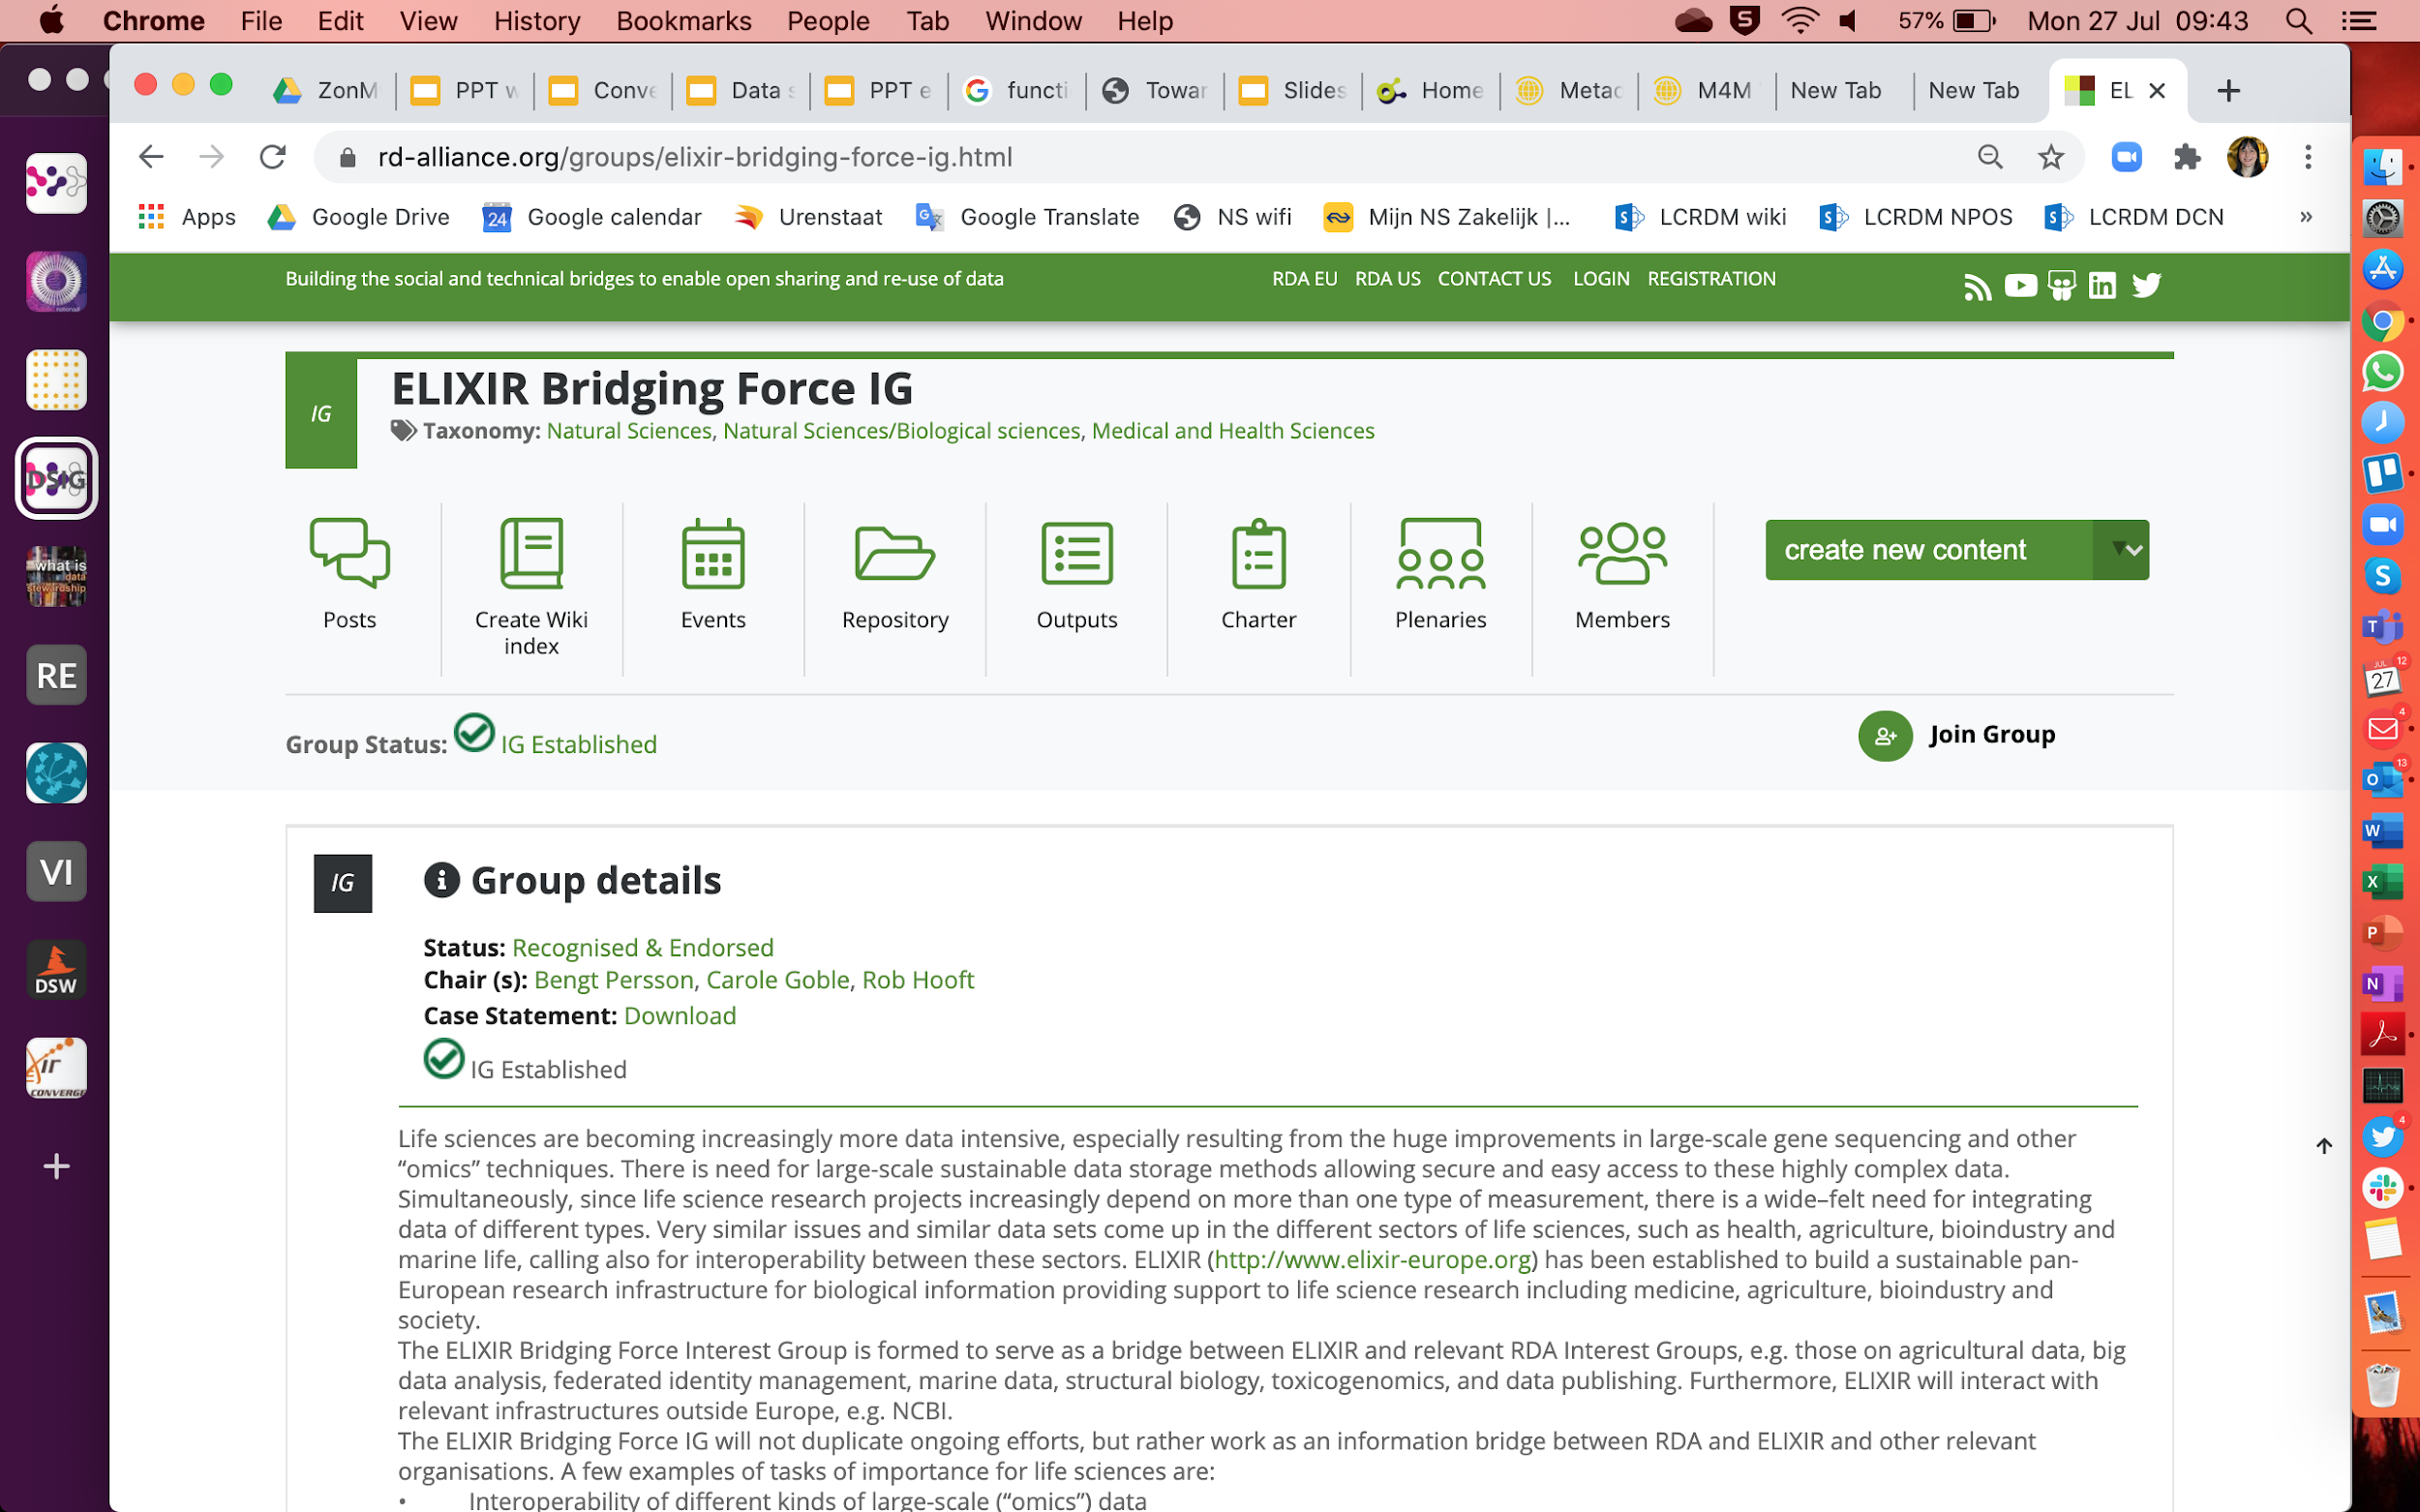 Chrome File Edit View History Bookmarks People Tab Window Help
57% Mon 27 Jul 09:43
ZonM PPT w Conve Data s PPT e functi Towar Slides Home Metac M4M New Tab New Tab EL
rd-alliance.org/groups/elixir-bridging-force-ig.html
Apps Google Drive 24 Google calendar Urenstaat Google Translate NS wifi Mijn NS Zakelijk |... LCRDM wiki LCRDM NPOS LCRDM DCN »
Building the social and technical bridges to enable open sharing and re-use of data
RDA EU RDA US CONTACT US LOGIN REGISTRATION
IG
ELIXIR Bridging Force IG
Taxonomy: Natural Sciences, Natural Sciences/Biological sciences, Medical and Health Sciences
Posts
Create Wiki index
Events
Repository
Outputs
Charter
Plenaries
Members
create new content
Group Status: IG Established
Join Group
IG
Group details
Status: Recognised & Endorsed
Chair (s): Bengt Persson, Carole Goble, Rob Hooft
Case Statement: Download
IG Established
Life sciences are becoming increasingly more data intensive, especially resulting from the huge improvements in large-scale gene sequencing and other
“omics” techniques. There is need for large-scale sustainable data storage methods allowing secure and easy access to these highly complex data.
Simultaneously, since life science research projects increasingly depend on more than one type of measurement, there is a wide–felt need for integrating
data of different types. Very similar issues and similar data sets come up in the different sectors of life sciences, such as health, agriculture, bioindustry and
marine life, calling also for interoperability between these sectors. ELIXIR (http://www.elixir-europe.org) has been established to build a sustainable pan-
European research infrastructure for biological information providing support to life science research including medicine, agriculture, bioindustry and
society.
The ELIXIR Bridging Force Interest Group is formed to serve as a bridge between ELIXIR and relevant RDA Interest Groups, e.g. those on agricultural data, big
data analysis, federated identity management, marine data, structural biology, toxicogenomics, and data publishing. Furthermore, ELIXIR will interact with
relevant infrastructures outside Europe, e.g. NCBI.
The ELIXIR Bridging Force IG will not duplicate ongoing efforts, but rather work as an information bridge between RDA and ELIXIR and other relevant
organisations. A few examples of tasks of importance for life sciences are:
• Interoperability of different kinds of large-scale (“omics”) data
DSIG
what is
data
stewardship
RE
VI
DSW
xir
CONVERGE
JUL
27
12
4
13
4